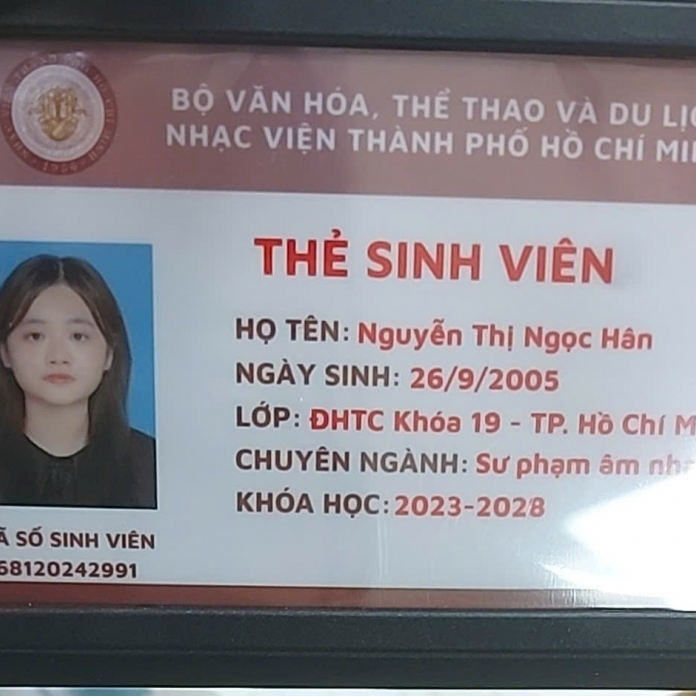 BỘ VĂN HÓA, THỂ THAO VÀ DU LỊC
NHẠC VIỆN THÀNH PHỐ HỒ CHÍ MIN
THẺ SINH VIÊN
HỌ TÊN: Nguyễn Thị Ngọc Hân
NGÀY SINH: 26/9/2005
LỚP: ĐHTC Khóa 19 - TP. Hồ Chí M
CHUYÊN NGÀNH: Sư phạm âm nhạ
KHÓA HỌC: 2023-2028
Ã SỐ SINH VIÊN
68120242991